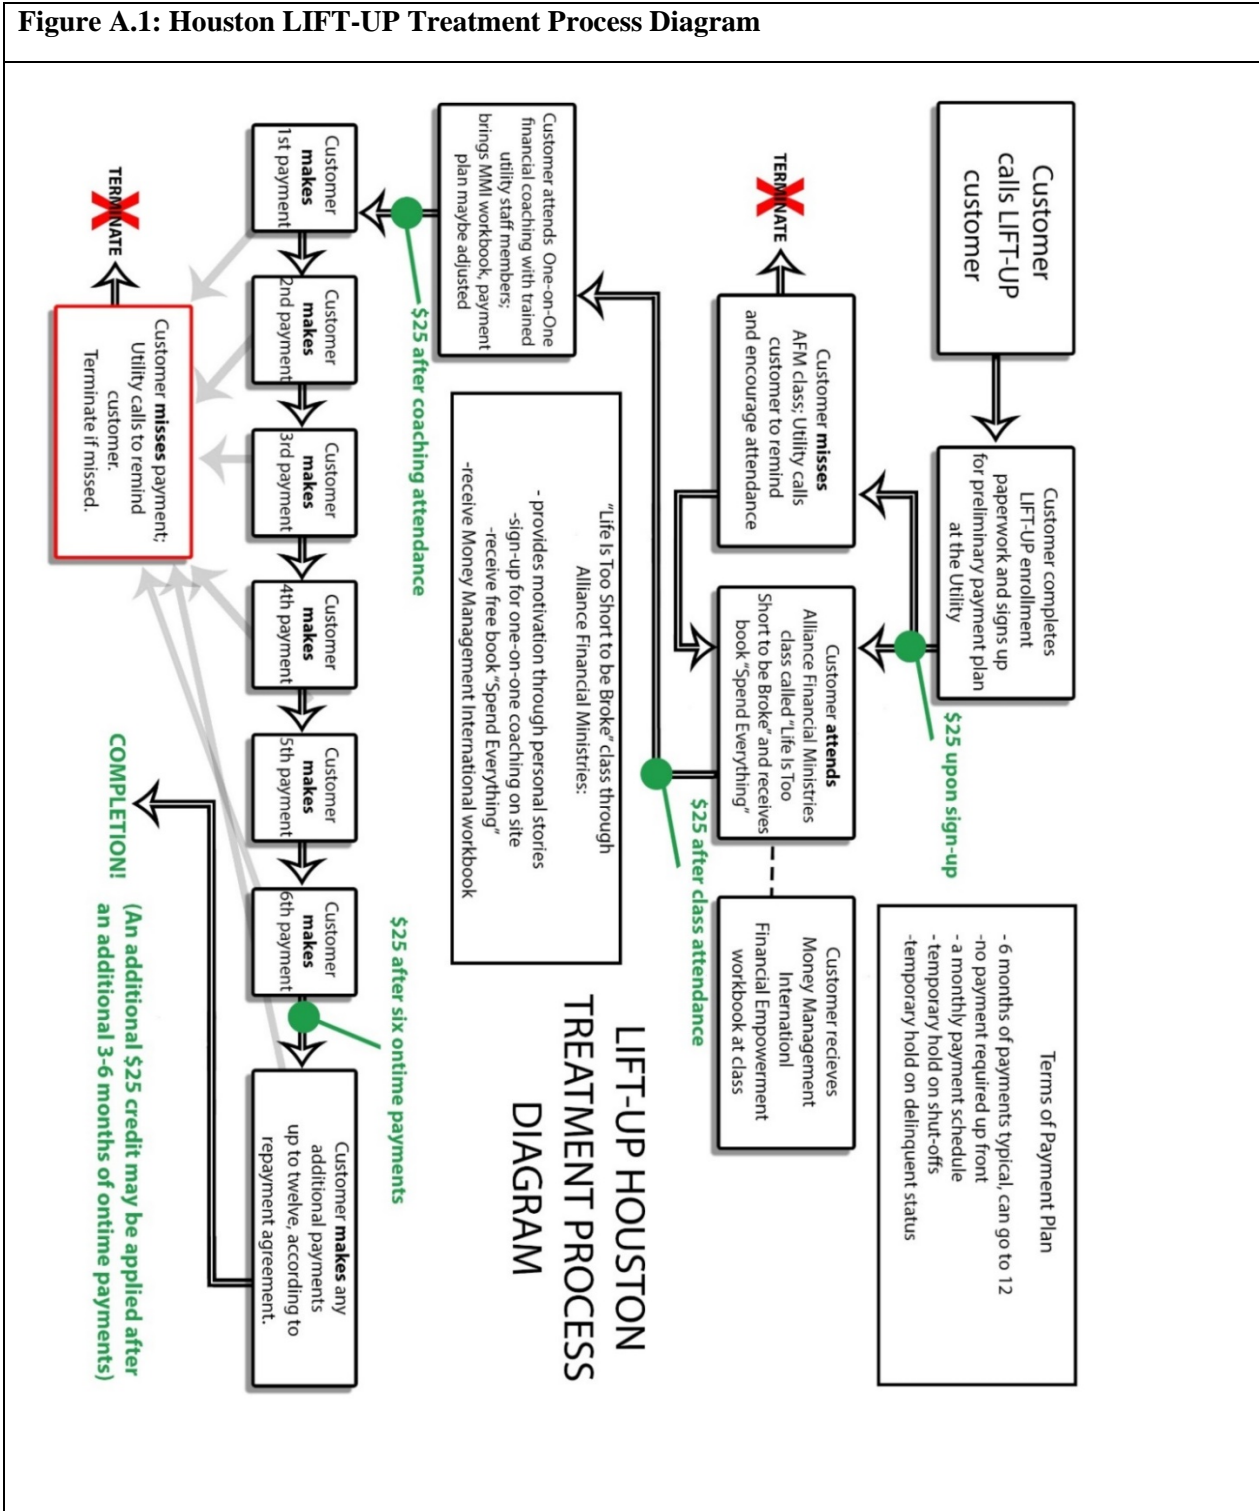 Figure A.1: Houston LIFT-UP Treatment Process Diagram
Customer
calls LIFT-UP
customer
Customer completes
LIFT-UP enrollment
paperwork and signs up
for preliminary payment plan
at the Utility
$25 upon sign-up
Terms of Payment Plan
- 6 months of payments typical, can go to 12
-no payment required up front
- a monthly payment schedule
- temporary hold on shut-offs
-temporary hold on delinquent status
TERMINATE
Customer misses
AFM class; Utility calls
customer to remind
and encourage attendance
Customer attends
Alliance Financial Ministries
class called "Life Is Too
Short to be Broke" and receives
book "Spend Everything"
Customer recieves
Money Management
Internationl
Financial Empowerment
workbook at class
$25 after class attendance
Customer attends One-on-One
financial coaching with trained
utility staff members;
brings MMI workbook, payment
plan maybe adjusted
"Life Is Too Short to be Broke" class through
Alliance Financial Ministries:
- provides motivation through personal stories
-sign-up for one-on-one coaching on site
-receive free book "Spend Everything"
-receive Money Management International workbook
LIFT-UP HOUSTON
TREATMENT PROCESS
DIAGRAM
$25 after coaching attendance
$25 after six ontime payments
Customer
makes
1st payment
Customer
makes
2nd payment
Customer
makes
3rd payment
Customer
makes
4th payment
Customer
makes
5th payment
Customer
makes
6th payment
Customer makes any
additional payments
up to twelve, according to
repayment agreement.
TERMINATE
Customer misses payment;
Utility calls to remind
customer.
Terminate if missed.
COMPLETION!
(An additional $25 credit may be applied after
an additional 3-6 months of ontime payments)